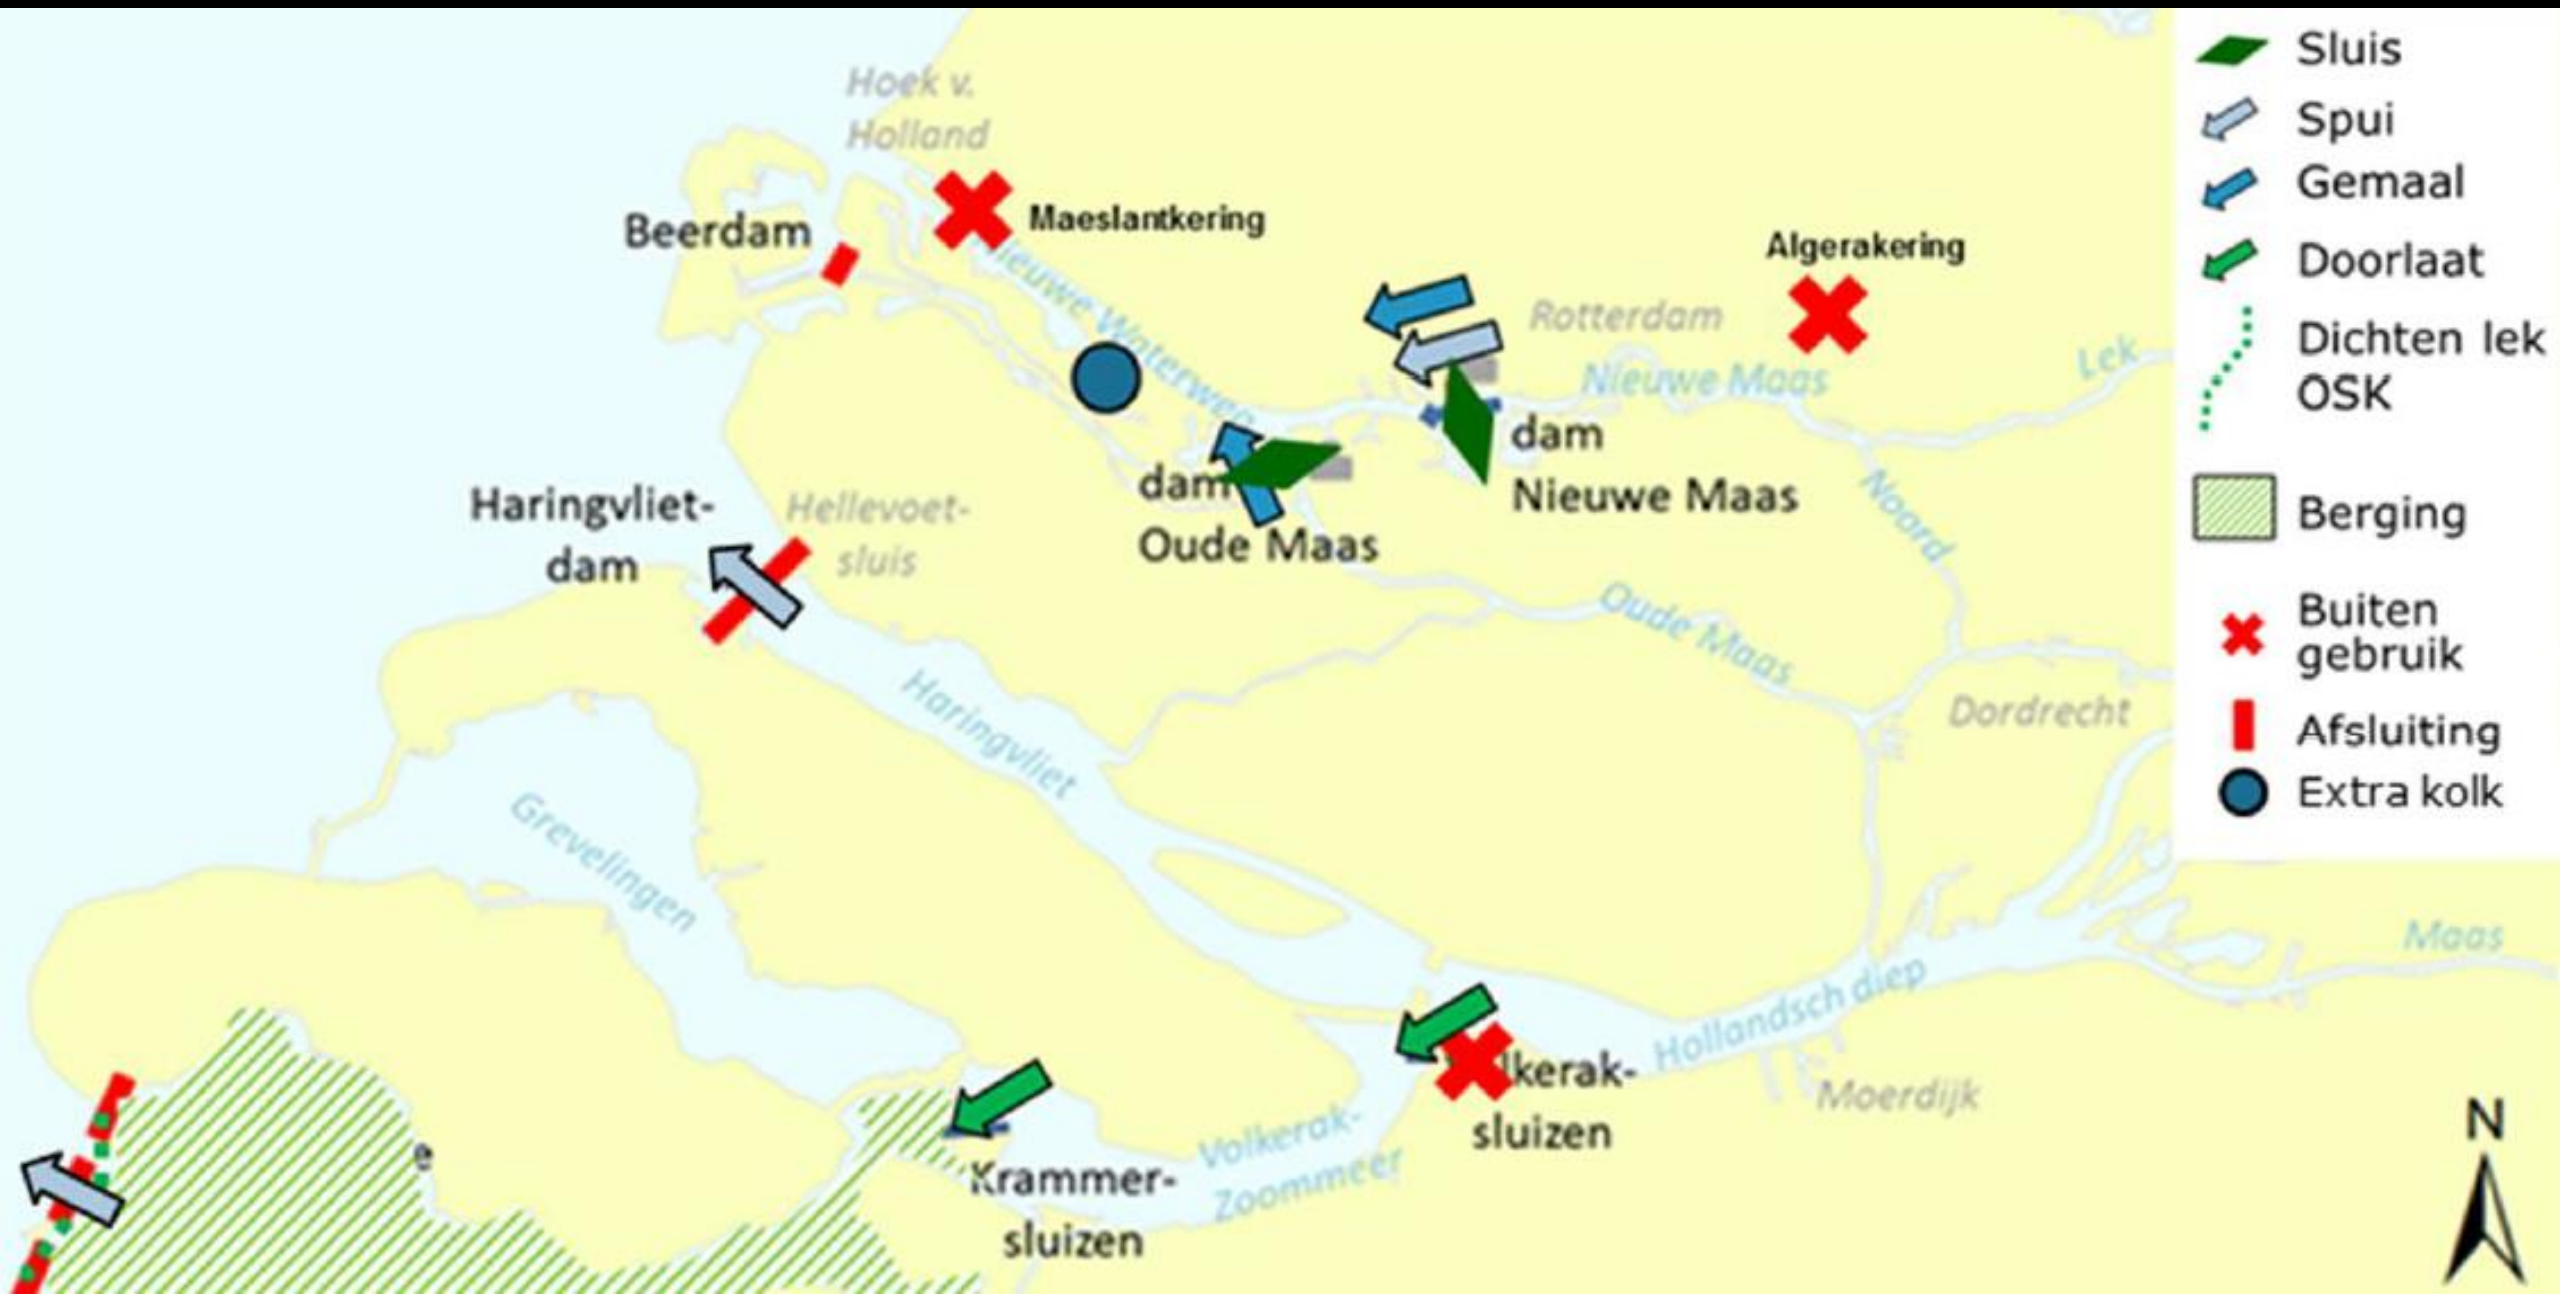 Hoek v.
Holland
Beerdam
Maeslantkering
Nieuwe Waterweg
Algerakering
Rotterdam
Nieuwe Maas
Lek
dam
Nieuwe Maas
dam
Oude Maas
Noord
Haringvliet-
dam
Hellevoet-
sluis
Oude Maas
Dordrecht
Haringvliet
Grevelingen
Maas
Hollandsch diep
lkerak-
sluizen
Moerdijk
Volkerak-
Zoommeer
Krammer-
sluizen
e
Sluis
Spui
Gemaal
Doorlaat
Dichten lek
OSK
Berging
Buiten
gebruik
Afsluiting
Extra kolk
N